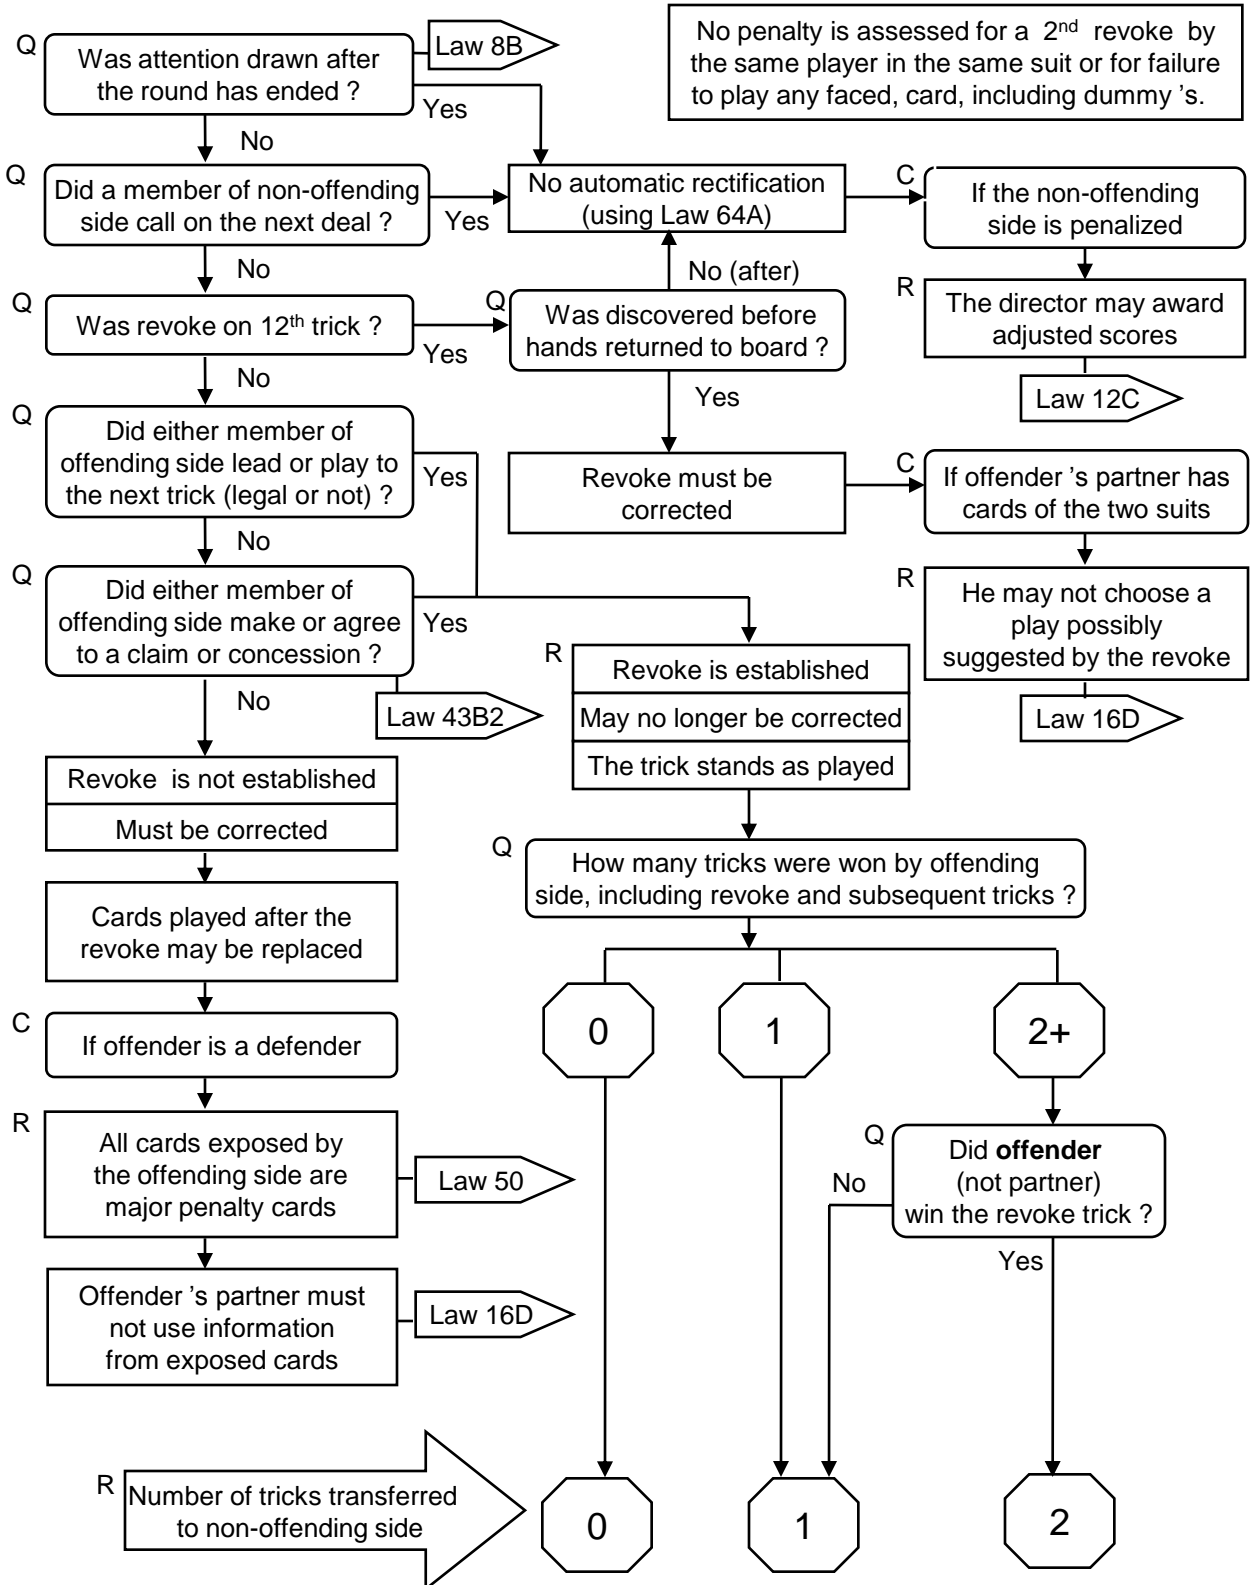 Q
Was attention drawn after
the round has ended ?
Law 8B
Yes
No
No penalty is assessed for a 2nd revoke by
the same player in the same suit or for failure
to play any faced, card, including dummy 's.
Q
Did a member of non-offending
side call on the next deal ?
Yes
No
No automatic rectification
(using Law 64A)
C
If the non-offending
side is penalized
R
The director may award
adjusted scores
Law 12C
Q
Was revoke on 12th trick ?
Yes
No
No (after)
Q
Was discovered before
hands returned to board ?
Yes
Revoke must be
corrected
C
If offender 's partner has
cards of the two suits
R
He may not choose a
play possibly
suggested by the revoke
Law 16D
Q
Did either member of
offending side lead or play to
the next trick (legal or not) ?
Yes
No
Q
Did either member of
offending side make or agree
to a claim or concession ?
Yes
No
Law 43B2
R
Revoke is established
May no longer be corrected
The trick stands as played
Revoke is not established
Must be corrected
Cards played after the
revoke may be replaced
C
If offender is a defender
R
All cards exposed by
the offending side are
major penalty cards
Law 50
Offender 's partner must
not use information
from exposed cards
Law 16D
Q
How many tricks were won by offending
side, including revoke and subsequent tricks ?
0
1
2+
Q
Did offender
(not partner)
win the revoke trick ?
No
Yes
R
Number of tricks transferred
to non-offending side
0
1
2